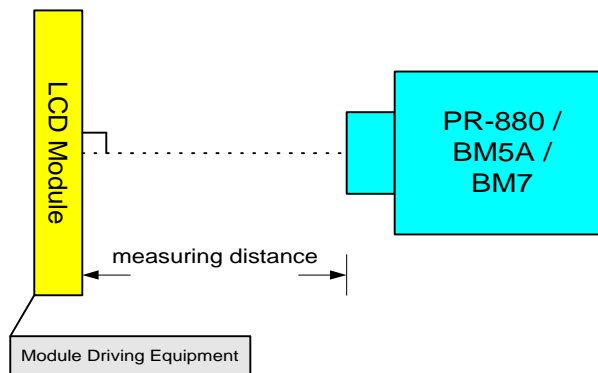 LCD Module
PR-880 /
BM5A /
BM7
measuring distance
Module Driving Equipment